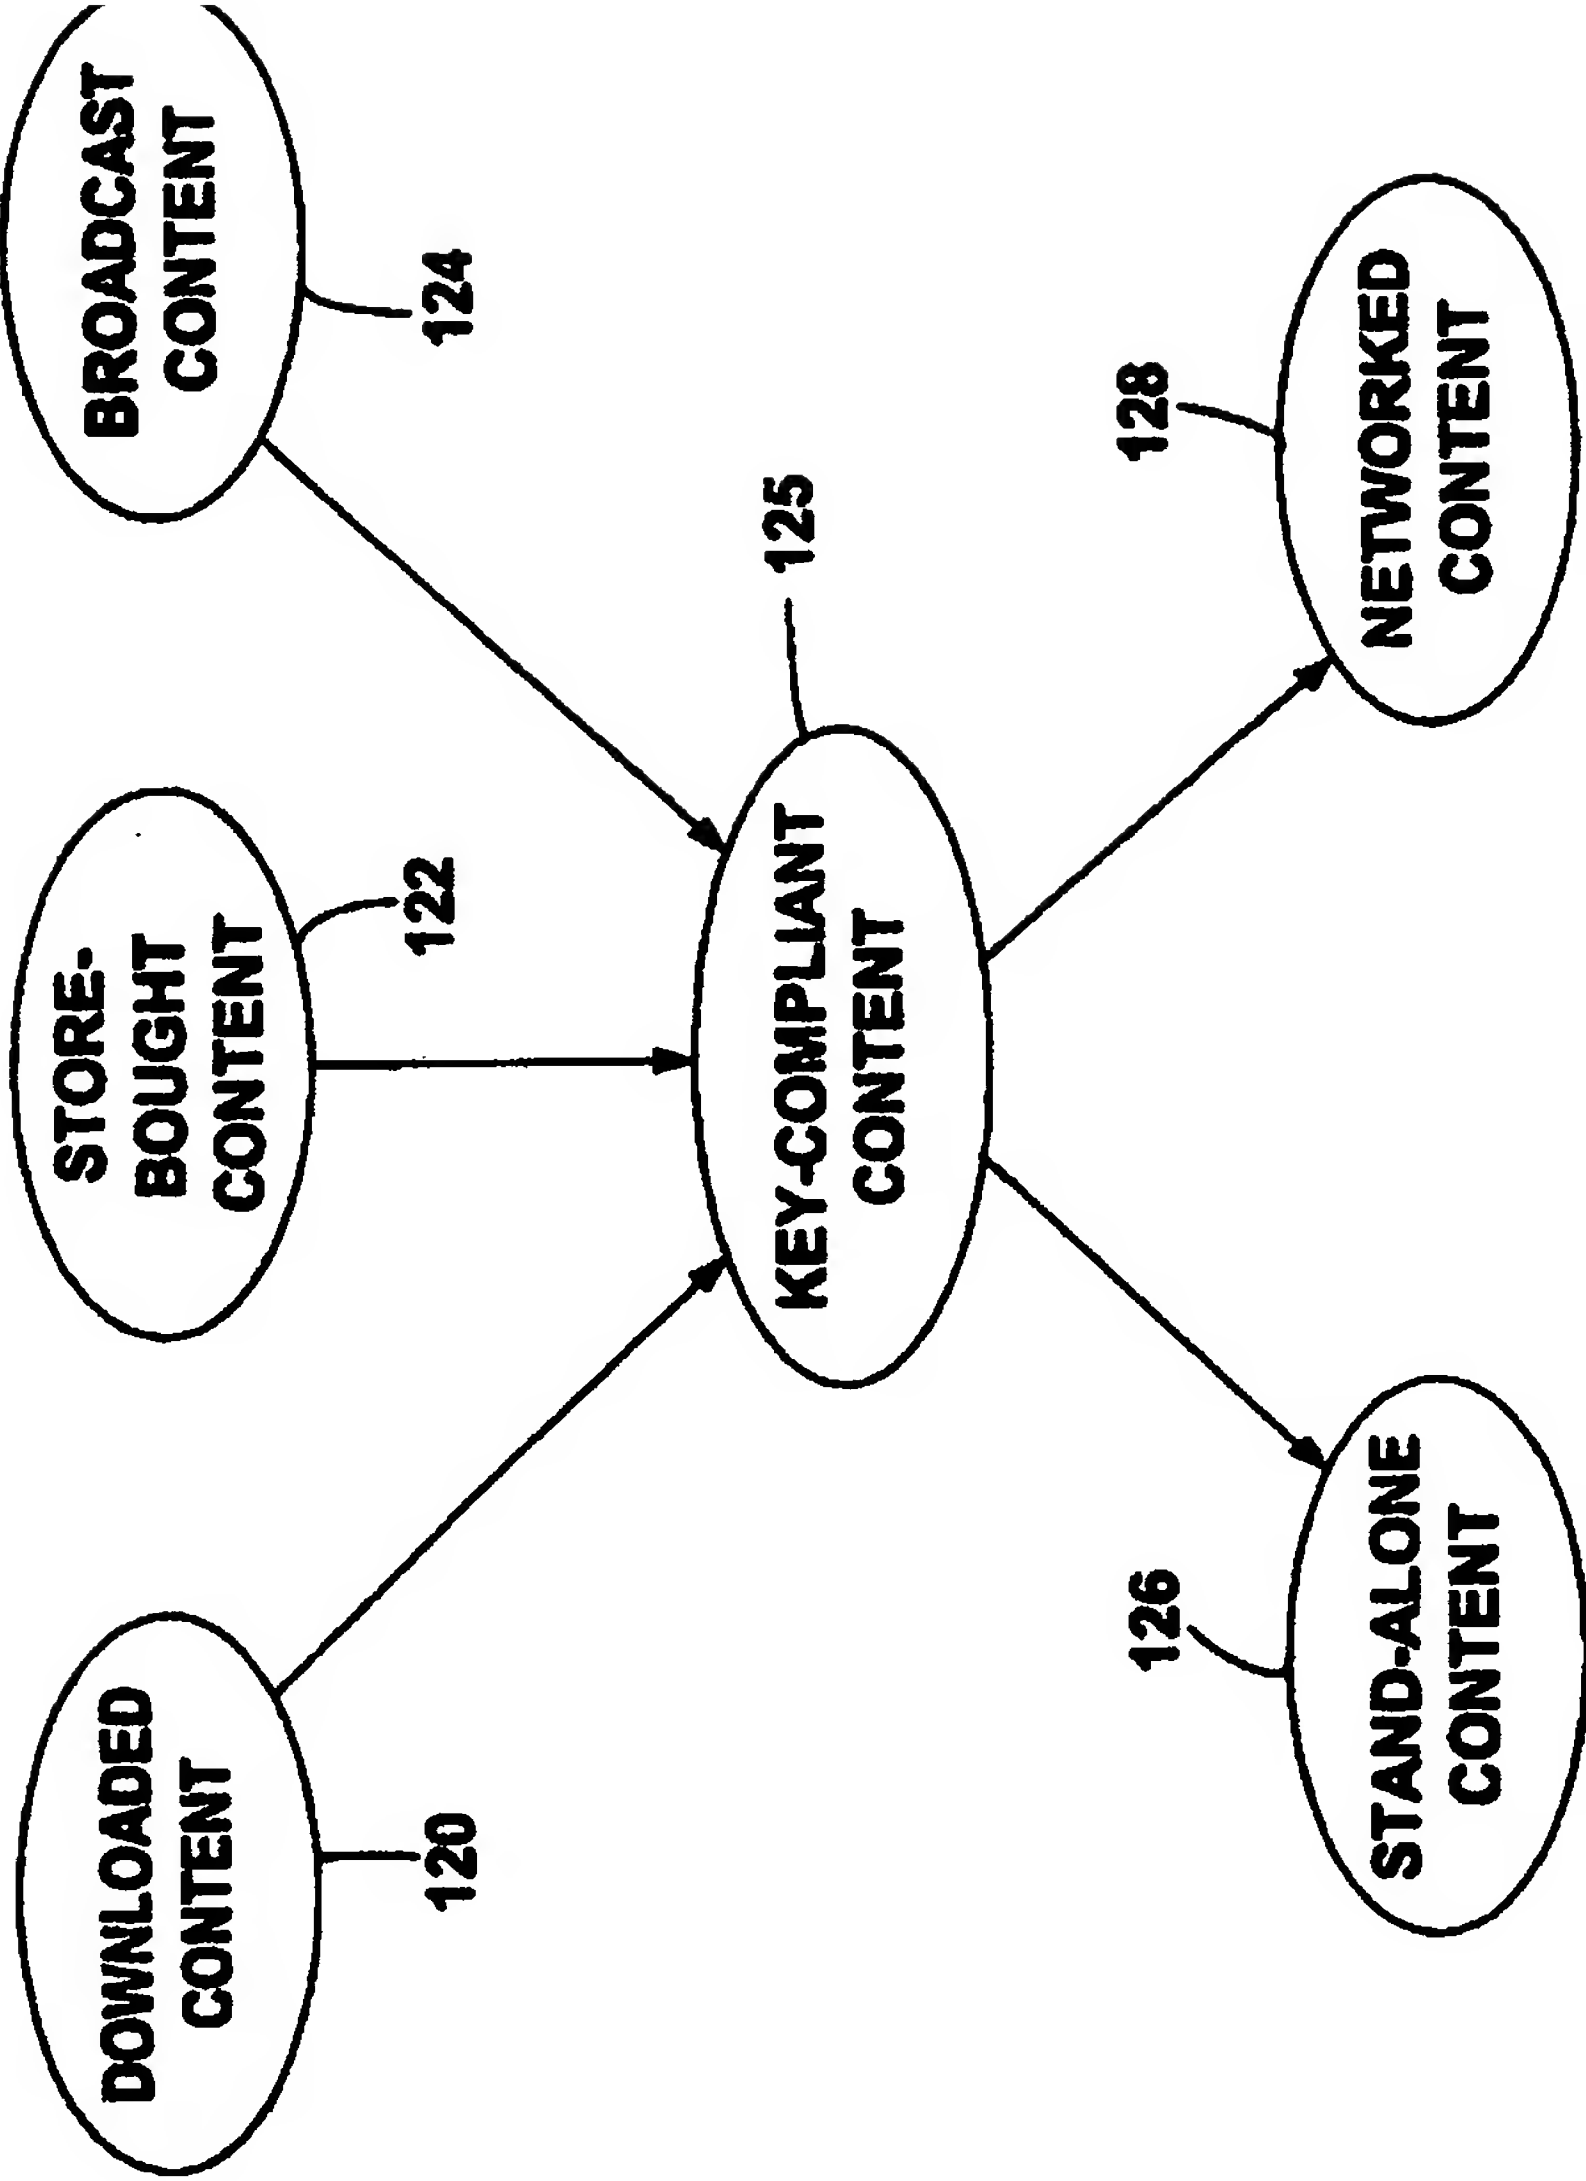 DOWNLOADED
CONTENT
120
STORE-
BOUGHT
CONTENT
122
BROADCAST
CONTENT
124
KEY-COMPLIANT
CONTENT
125
STAND-ALONE
CONTENT
126
NETWORKED
CONTENT
128